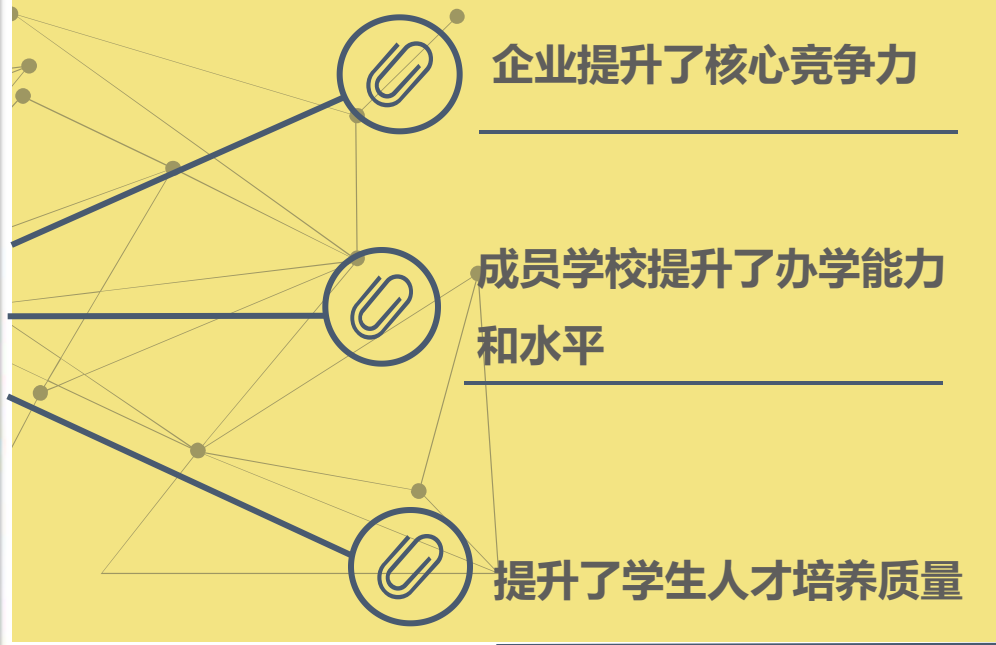 企业提升了核心竞争力
成员学校提升了办学能力
和水平
提升了学生人才培养质量